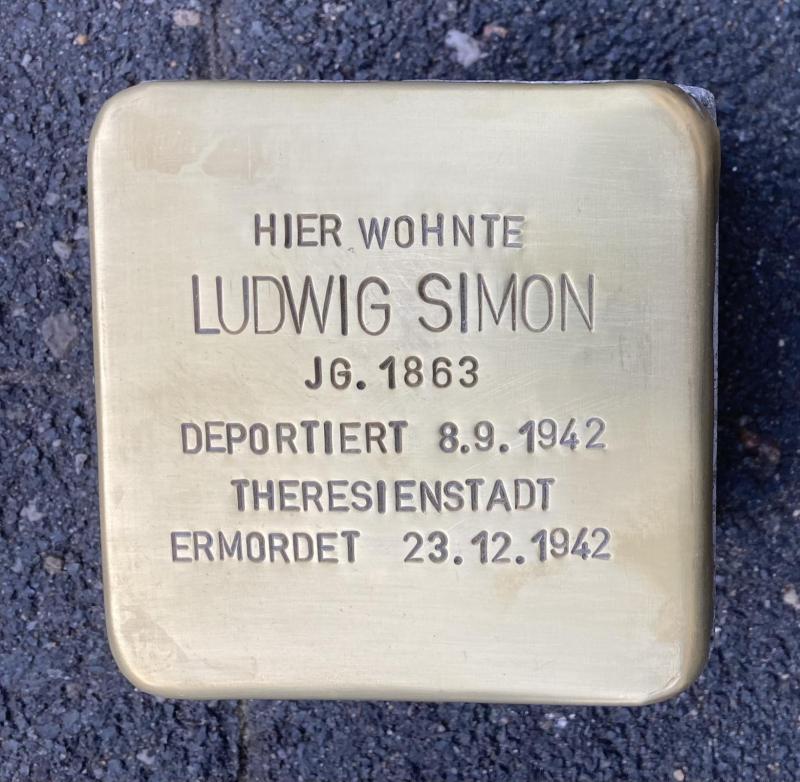 HIER WOHNTE
LUDWIG SIMON
JG. 1863
DEPORTIERT 8.9.1942
THERESIENSTADT
ERMORDET 23.12.1942